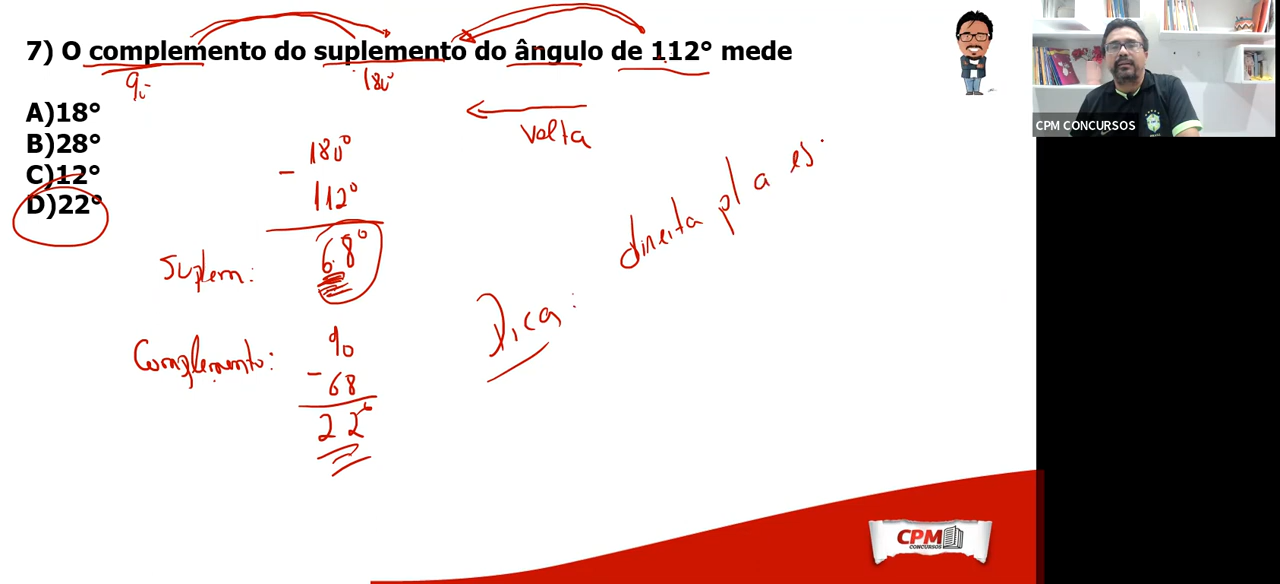 7) O complemento do suplemento do ângulo de 112° mede
90
180°
A)18°
B)28°
C)12°
D)22°
volta
- 180°
112°
68°
Suplem:
Complemento:
90
- 68
22°
Dica:
direita p/ a es
CPM CONCURSOS
CPM
CONCURSOS